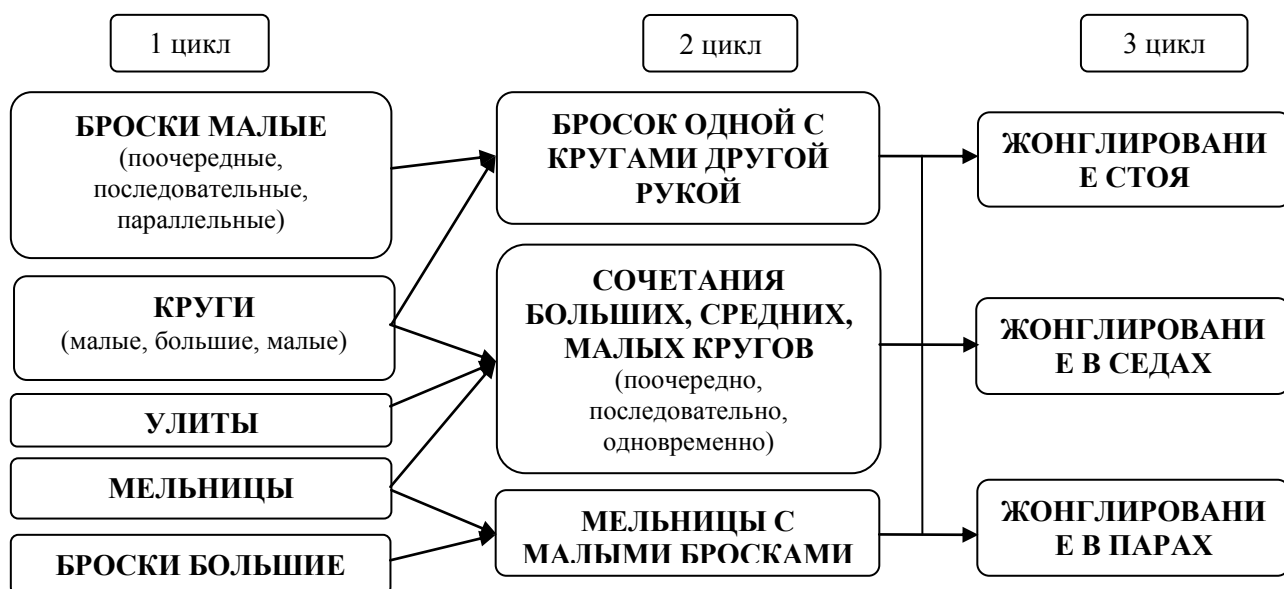 1 цикл
2 цикл
3 цикл
БРОСКИ МАЛЫЕ
(поочередные,
последовательные,
параллельные)
КРУГИ
(малые, большие, малые)
УЛИТЫ
МЕЛЬНИЦЫ
БРОСКИ БОЛЬШИЕ
БРОСОК ОДНОЙ С
КРУГАМИ ДРУГОЙ
РУКОЙ
СОЧЕТАНИЯ
БОЛЬШИХ, СРЕДНИХ,
МАЛЫХ КРУГОВ
(поочередно,
последовательно,
одновременно)
МЕЛЬНИЦЫ С
МАЛЫМИ БРОСКАМИ
ЖОНГЛИРОВАНИ
Е СТОЯ
ЖОНГЛИРОВАНИ
Е В СЕДАХ
ЖОНГЛИРОВАНИ
Е В ПАРАХ